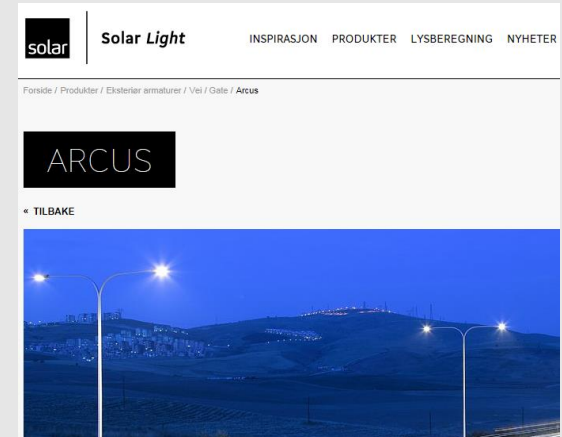 solar
Solar Light
INSPIRASJON PRODUKTER LYSBEREGNING NYHETER
Forside / Produkter / Eksteriør armaturer / Vei / Gate / Arcus
ARCUS
« TILBAKE